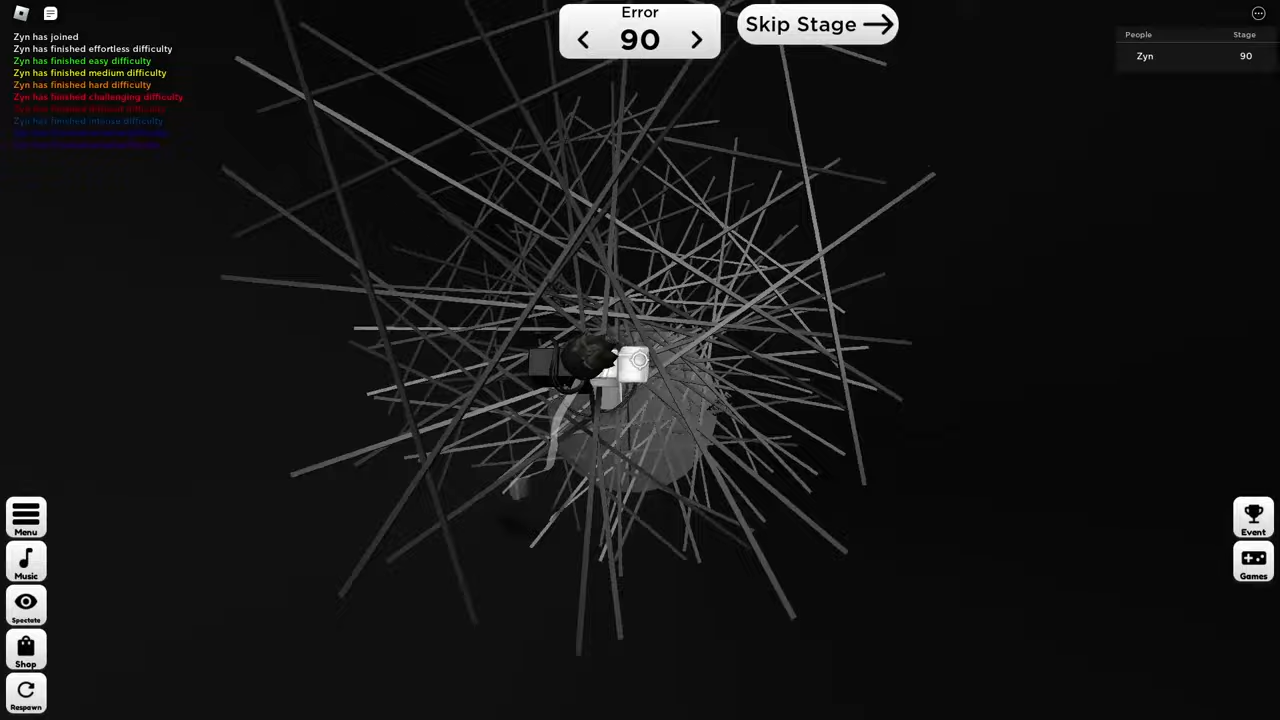 Error
90
Skip Stage
People Stage
Zyn 90
Zyn has joined
Zyn has finished effortless difficulty
Zyn has finished easy difficulty
Zyn has finished medium difficulty
Zyn has finished hard difficulty
Zyn has finished challenging difficulty
Zyn has finished intense difficulty
Menu
Music
Spectate
Shop
Respawn
Event
Games